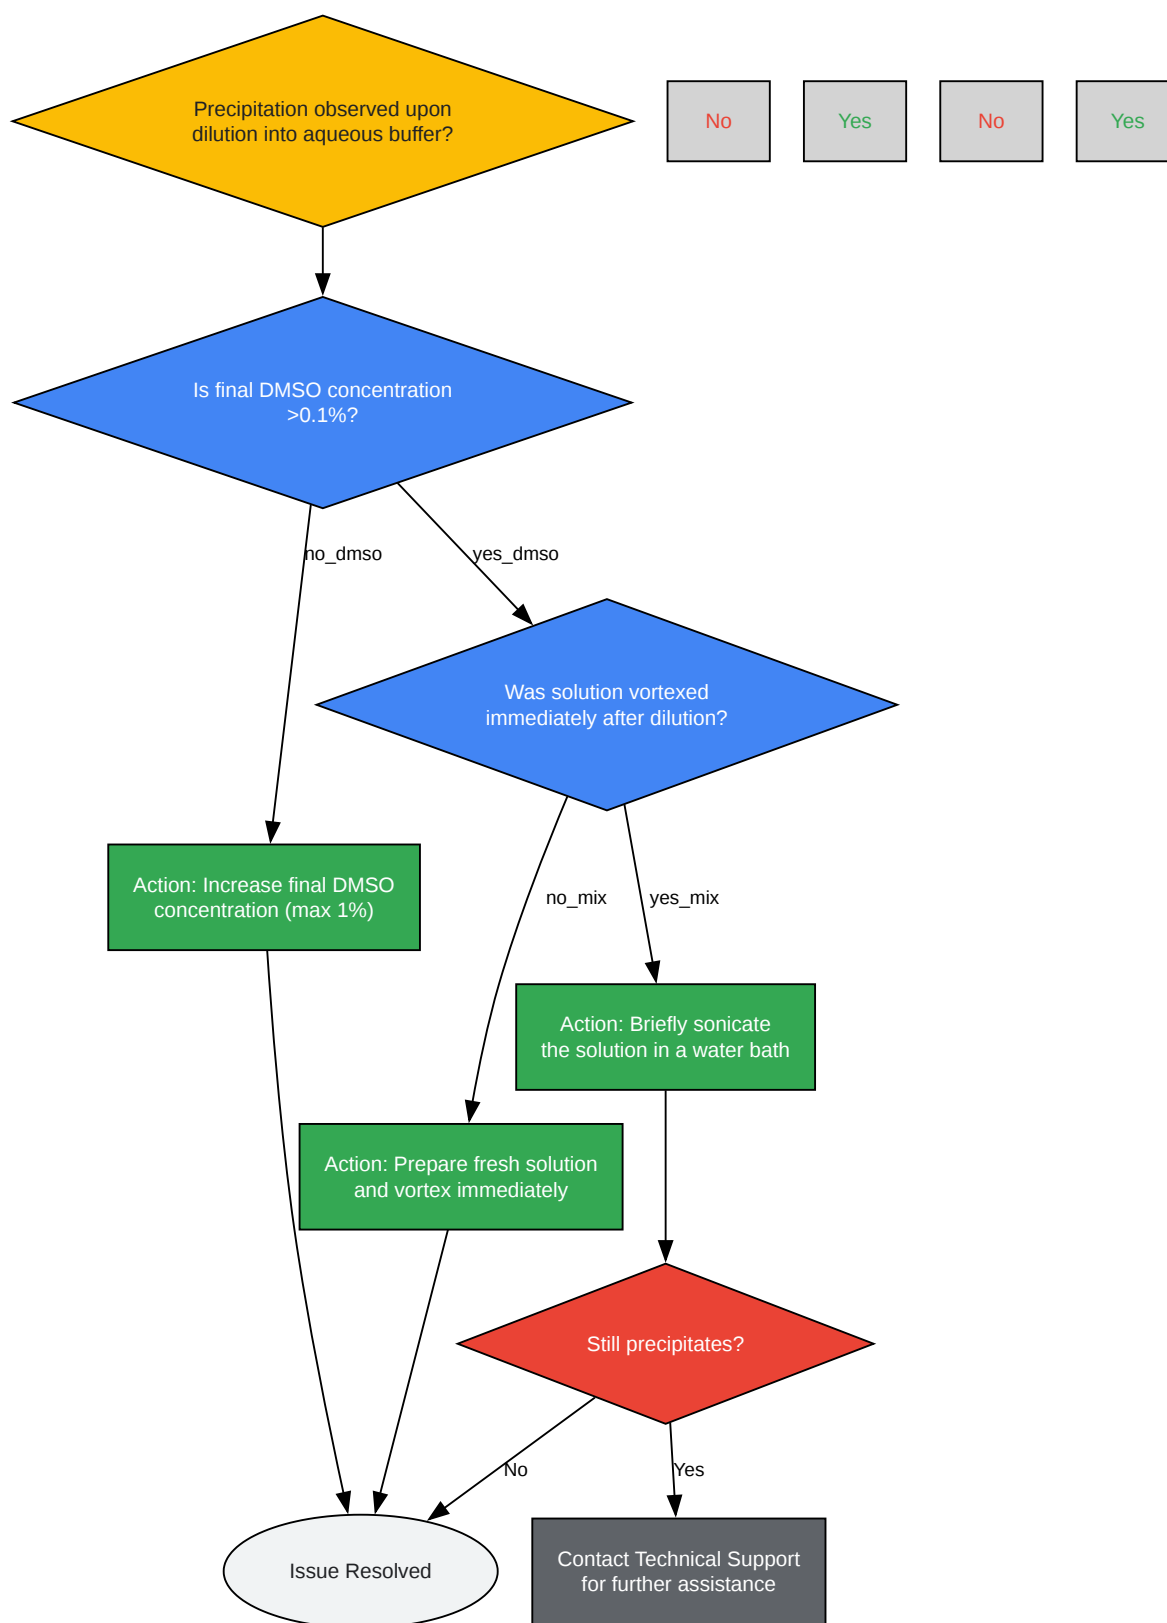 Precipitation observed upon
dilution into aqueous buffer?
No
Yes
No
Yes
Is final DMSO concentration
>0.1%?
no_dmso
yes_dmso
Was solution vortexed
immediately after dilution?
Action: Increase final DMSO
concentration (max 1%)
no_mix
yes_mix
Action: Briefly sonicate
the solution in a water bath
Action: Prepare fresh solution
and vortex immediately
Still precipitates?
No
Yes
Issue Resolved
Contact Technical Support
for further assistance